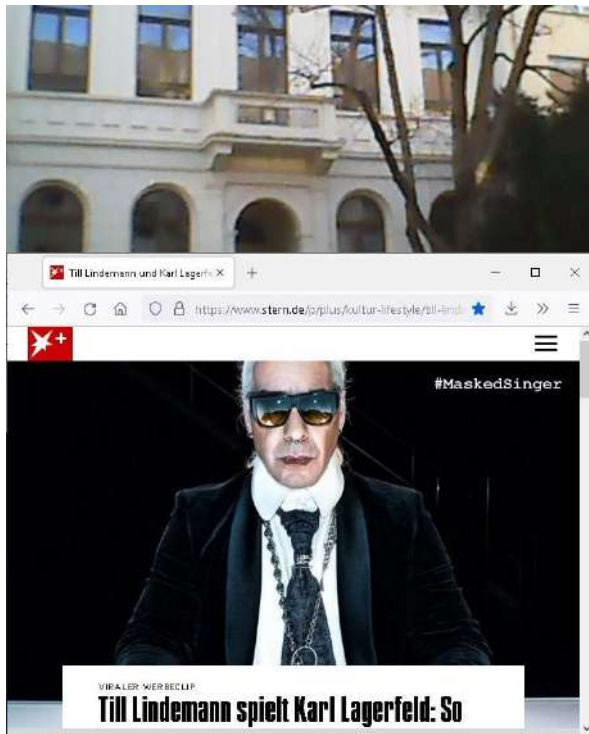 Till Lindemann und Karl Lagerfe
https://www.stern.de/p/plus/kultur-lifestyle/till-linde
#MaskedSinger
VIRALER WERBECLIP
Till Lindemann spielt Karl Lagerfeld: So